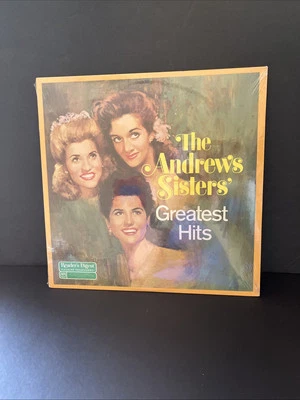 The
Andrews
Sisters'
Greatest
Hits
Reader's Digest